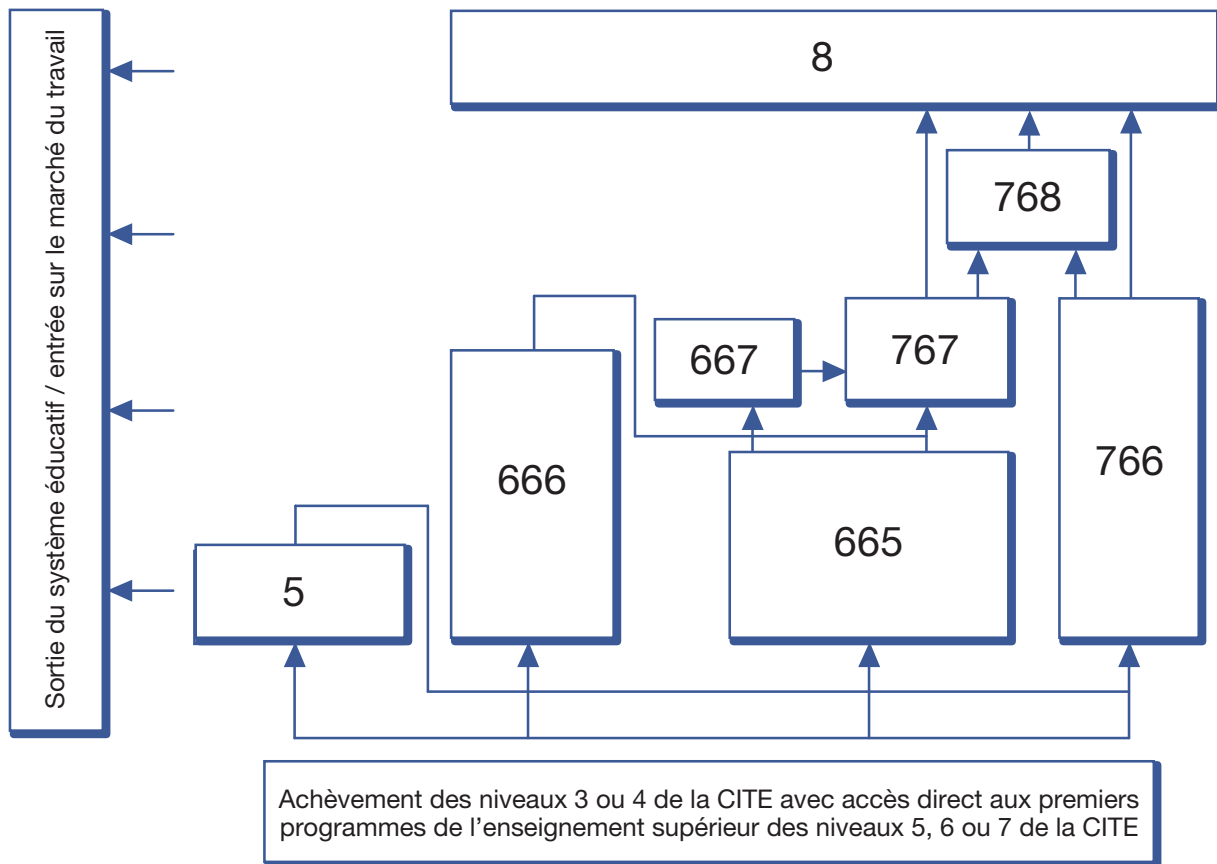 Sortie du système éducatif / entrée sur le marché du travail
8
768
667
767
666
766
665
5
Achèvement des niveaux 3 ou 4 de la CITE avec accès direct aux premiers
programmes de l’enseignement supérieur des niveaux 5, 6 ou 7 de la CITE